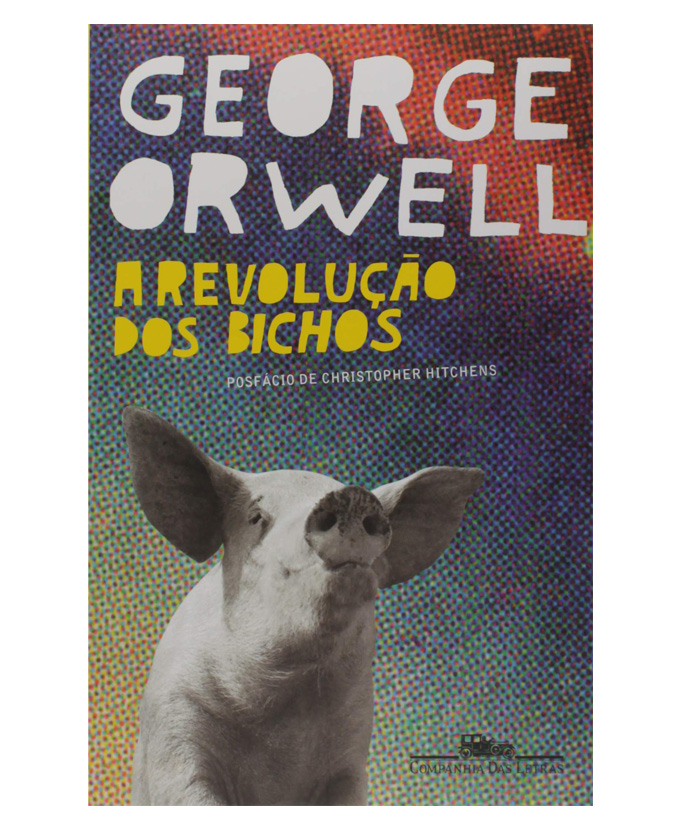 GEORGE
ORWELL
A REVOLUÇÃO
DOS BICHOS
POSFÁCIO DE CHRISTOPHER HITCHENS
COMPANHIA DAS LETRAS